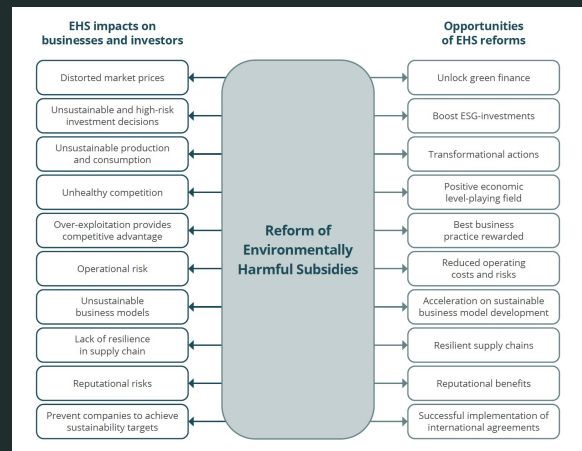 EHS impacts on
businesses and investors
Opportunities
of EHS reforms
Distorted market prices
Unsustainable and high-risk
investment decisions
Unsustainable production
and consumption
Unhealthy competition
Over-exploitation provides
competitive advantage
Operational risk
Unsustainable
business models
Lack of resilience
in supply chain
Reputational risks
Prevent companies to achieve
sustainability targets
Reform of
Environmentally
Harmful Subsidies
Unlock green finance
Boost ESG-investments
Transformational actions
Positive economic
level-playing field
Best business
practice rewarded
Reduced operating
costs and risks
Acceleration on sustainable
business model development
Resilient supply chains
Reputational benefits
Successful implementation of
international agreements